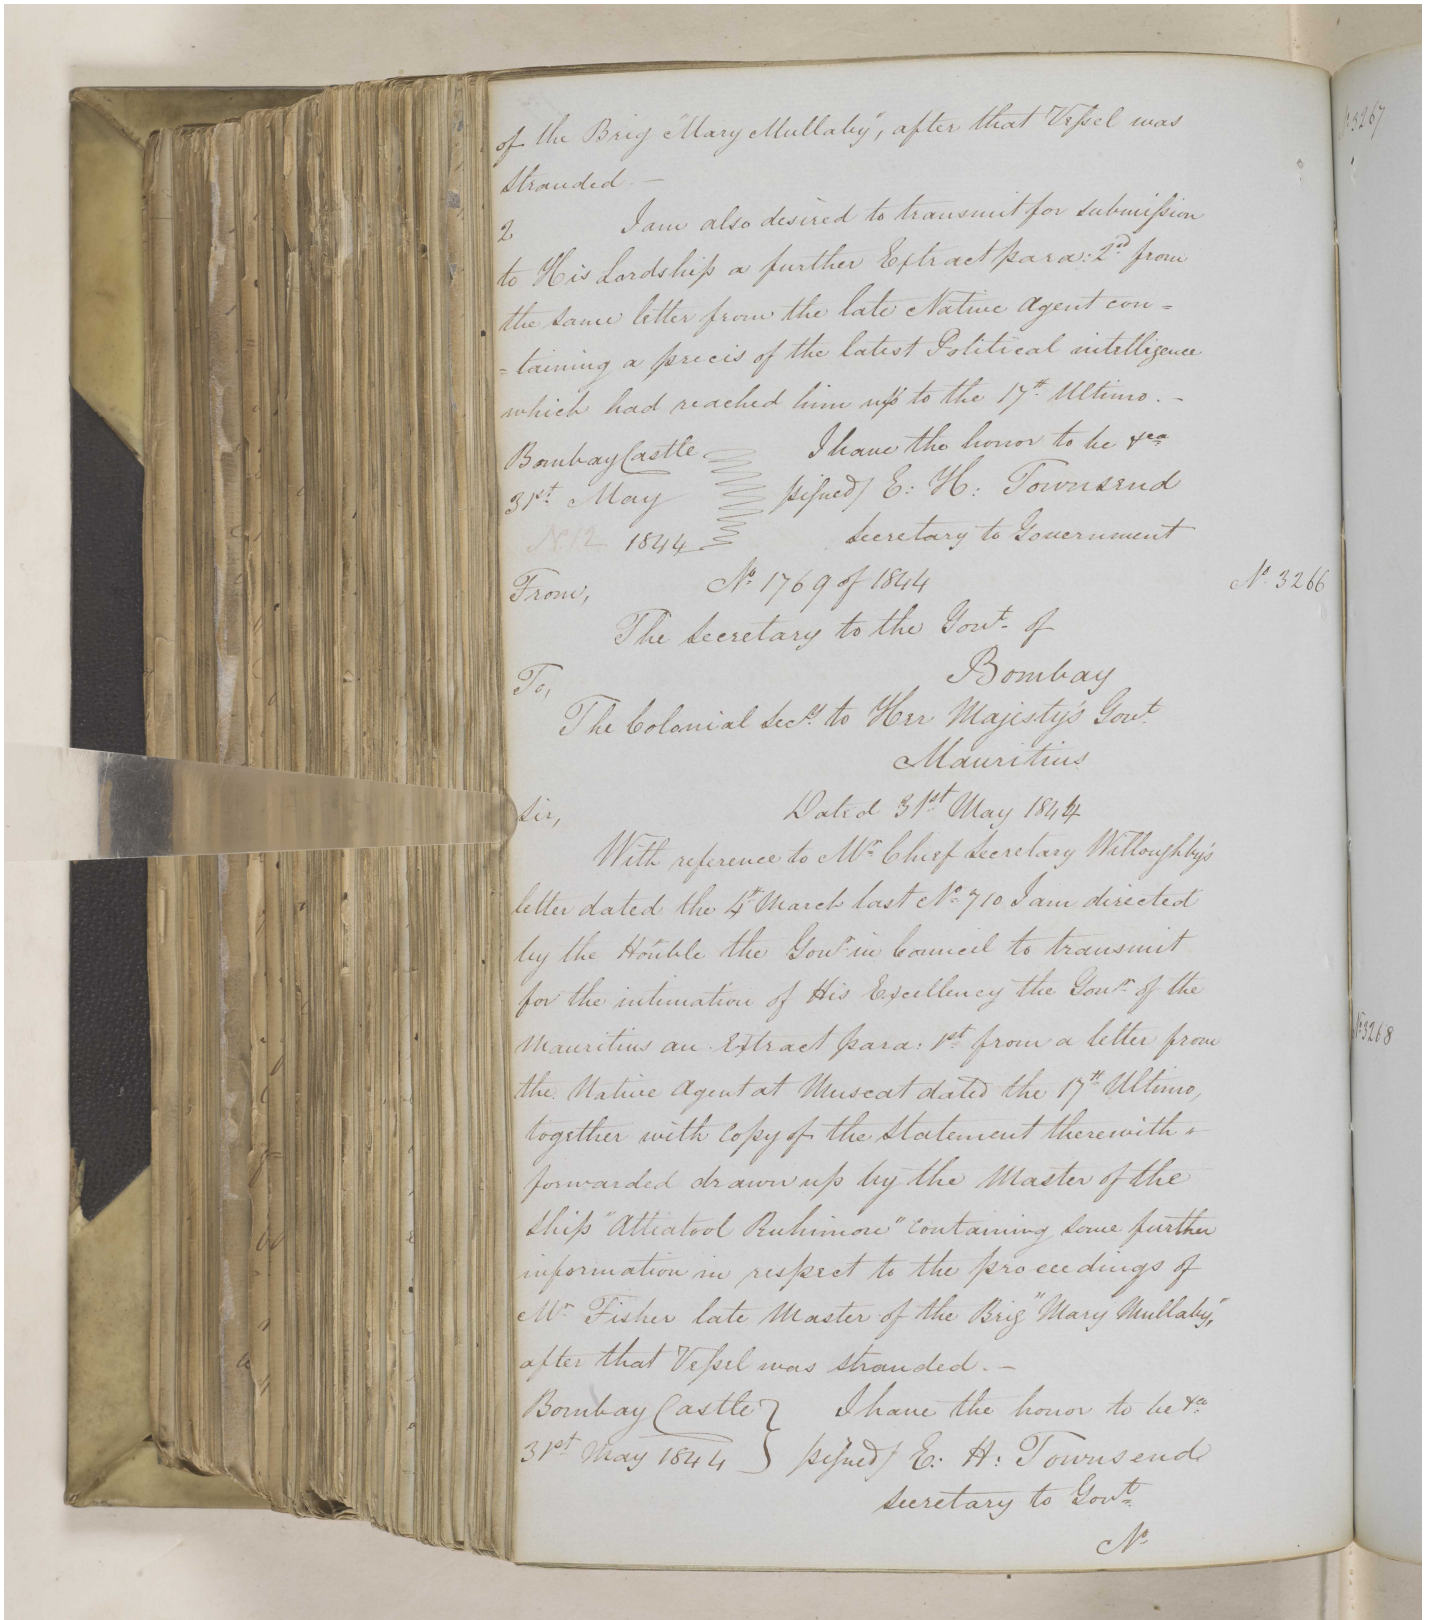 of the Brig Mary Mullaby", after that Vessel was
stranded. —
2 I am also desired to transmit for submission
to His Lordship a further Extract para: 2nd from
the same letter from the late Native Agent con=
=taining a precis of the latest Political intelligence
which had reached him up to the 17th Ultimo. —
Bombay Castle I have the honor to be &ca
31st May signed/ E: H: Townsend
No. 12 1844 Secretary to Government
From, No. 1769 of 1844 No. 3266
The Secretary to the Govt. of
Bombay
To,
The Colonial Secy. to Her Majesty's Govt.
Mauritius
Sir, Dated 31st May 1844
With reference to Mr. Chief Secretary Willoughby's
letter dated the 4th March last No. 710 I am directed
by the Hon'ble the Govr. in Council to transmit
for the intimation of His Excellency the Govr. of the
Mauritius an Extract para: 1st from a letter from
the Native Agent at Muscat dated the 17th Ultimo,
together with copy of the Statement therewith
forwarded drawn up by the Master of the
Ship "Attiatool Ruhimon" containing some further
information in respect to the proceedings of
Mr. Fisher late Master of the Brig "Mary Mullaby",
after that Vessel was stranded. —
Bombay Castle } I have the honor to be &ca
31st May 1844 signed/ E: H: Townsend
Secretary to Govt.
No.
No. 3267
No. 3268